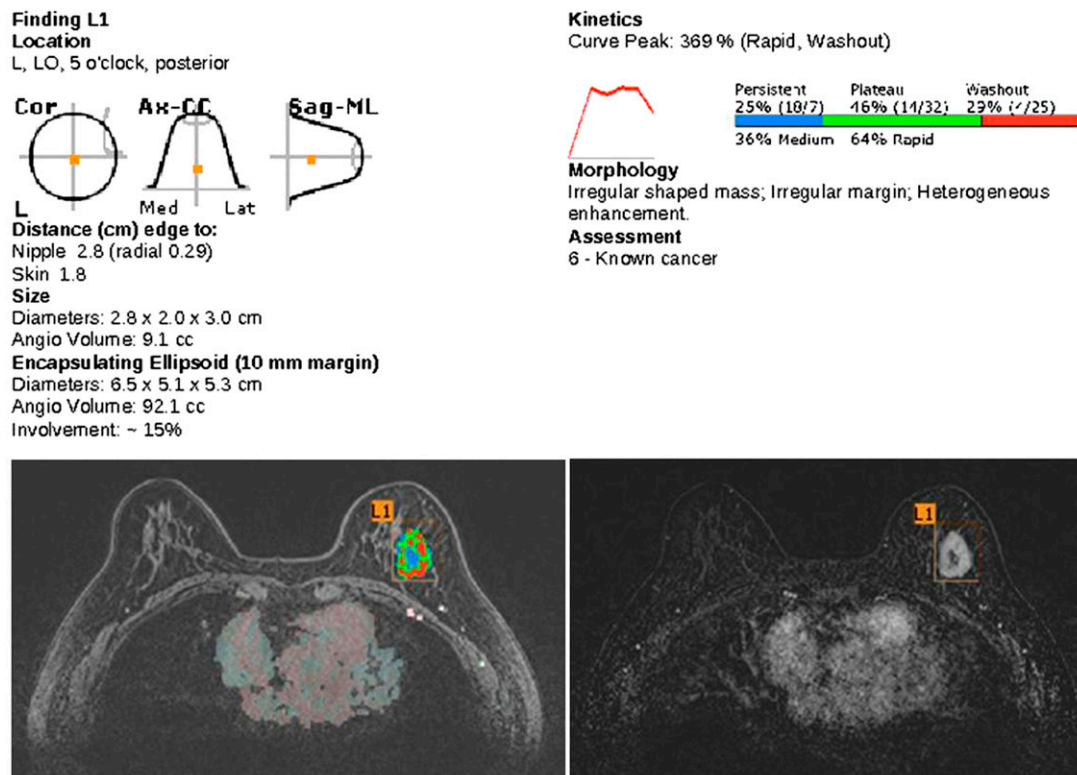 Finding L1
Location
L, LO, 5 o'clock, posterior
Cor
Ax-CC
Sag-ML
L
Med
Lat
Distance (cm) edge to:
Nipple 2.8 (radial 0.29)
Skin 1.8
Size
Diameters: 2.8 x 2.0 x 3.0 cm
Angio Volume: 9.1 cc
Encapsulating Ellipsoid (10 mm margin)
Diameters: 6.5 x 5.1 x 5.3 cm
Angio Volume: 92.1 cc
Involvement: ~ 15%
Kinetics
Curve Peak: 369 % (Rapid, Washout)
Persistent Plateau Washout
25% (18/7) 46% (14/32) 29% (4/25)
36% Medium 64% Rapid
Morphology
Irregular shaped mass; Irregular margin; Heterogeneous
enhancement.
Assessment
6 - Known cancer
L1
L1